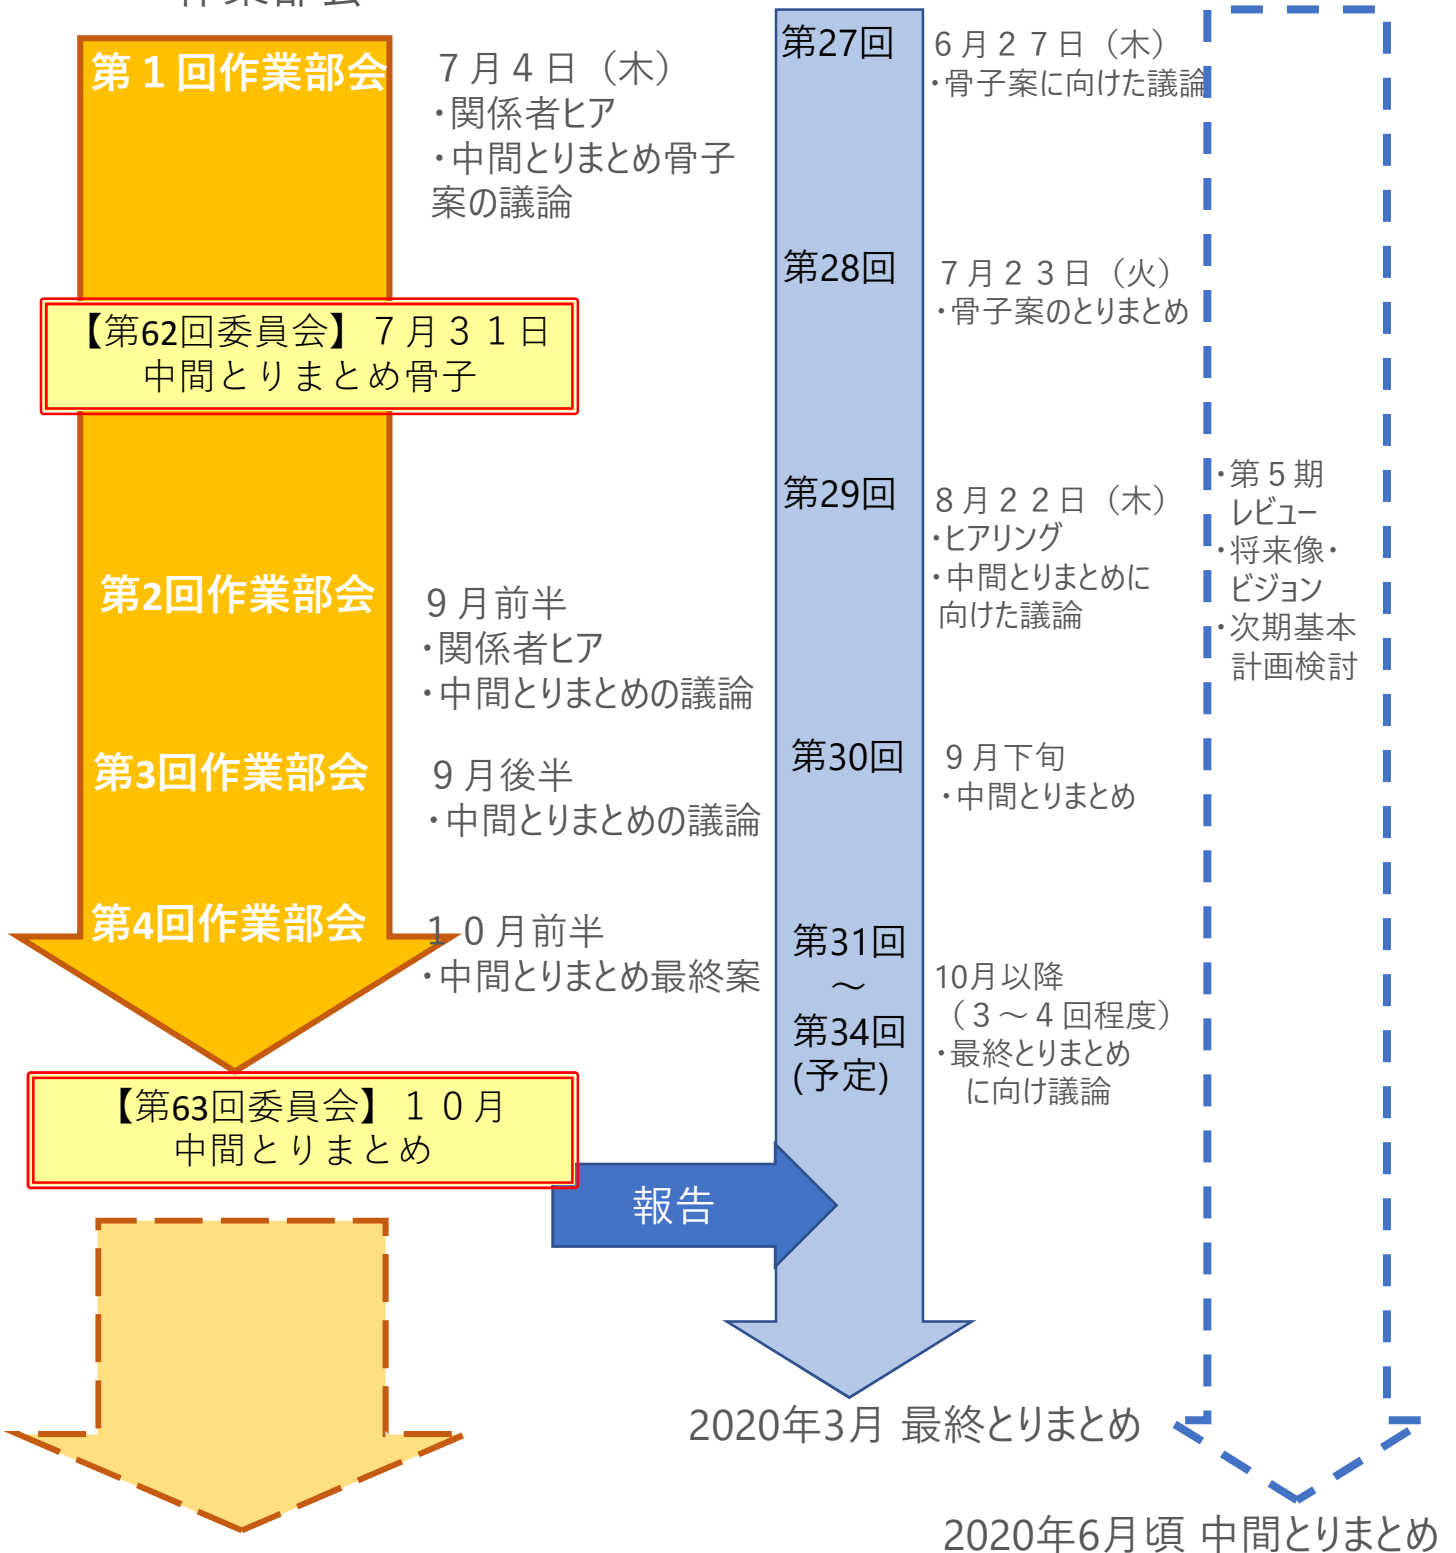 作業部会
第１回作業部会
７月４日（木）
・関係者ヒア
・中間とりまとめ骨子
案の議論
【第62回委員会】７月３１日
中間とりまとめ骨子
第2回作業部会
９月前半
・関係者ヒア
・中間とりまとめの議論
第3回作業部会
９月後半
・中間とりまとめの議論
第4回作業部会
１０月前半
・中間とりまとめ最終案
【第63回委員会】１０月
中間とりまとめ
報告
第27回
６月２７日（木）
・骨子案に向けた議論
第28回
７月２３日（火）
・骨子案のとりまとめ
第29回
８月２２日（木）
・ヒアリング
・中間とりまとめに
向けた議論
第30回
９月下旬
・中間とりまとめ
第31回
～
第34回
(予定)
10月以降
（３～４回程度）
・最終とりまとめ
に向け議論
2020年3月 最終とりまとめ
・第５期
レビュー
・将来像・
ビジョン
・次期基本
計画検討
2020年6月頃 中間とりまとめ